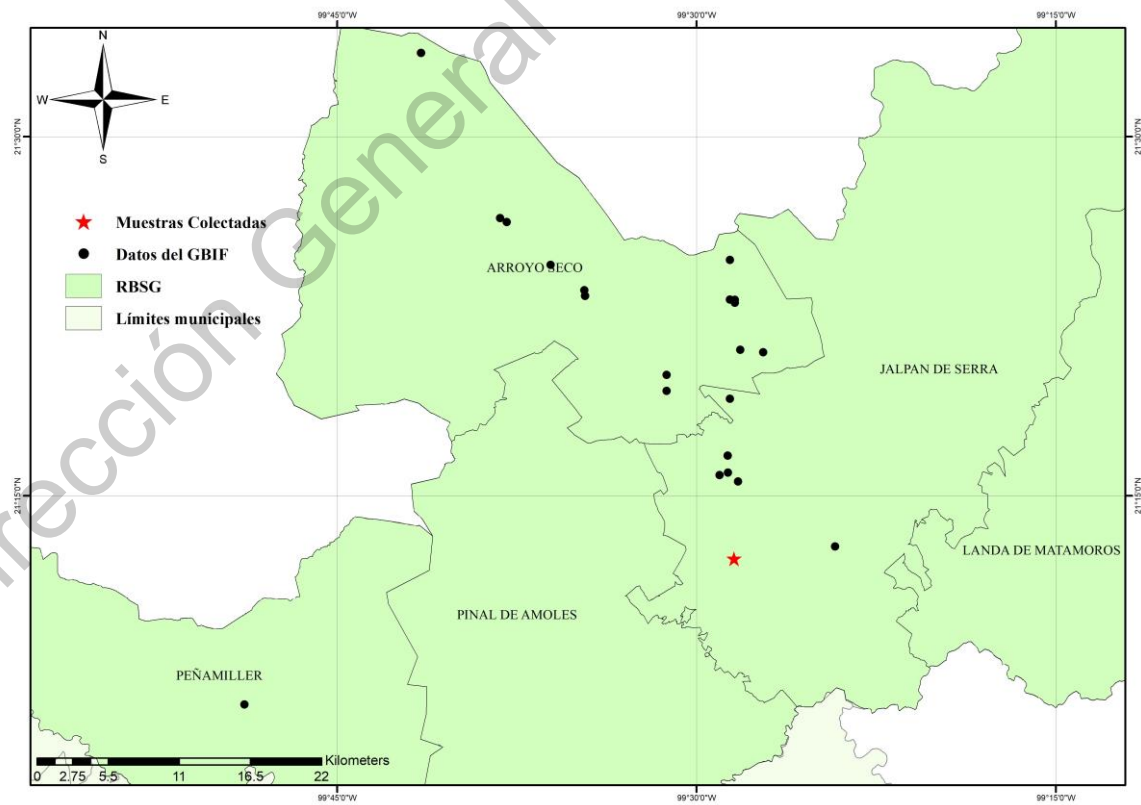 99°45'0"W 99°30'0"W 99°15'0"W
N
W E
S
21°30'0"N 21°30'0"N
Muestras Colectadas
Datos del GBIF
RBSG
Límites municipales
ARROYO SECO
JALPAN DE SERRA
21°15'0"N 21°15'0"N
LANDA DE MATAMOROS
PINAL DE AMOLES
PEÑAMILLER
Kilometers
0 2.75 5.5 11 16.5 22
99°45'0"W 99°30'0"W 99°15'0"W
rección General